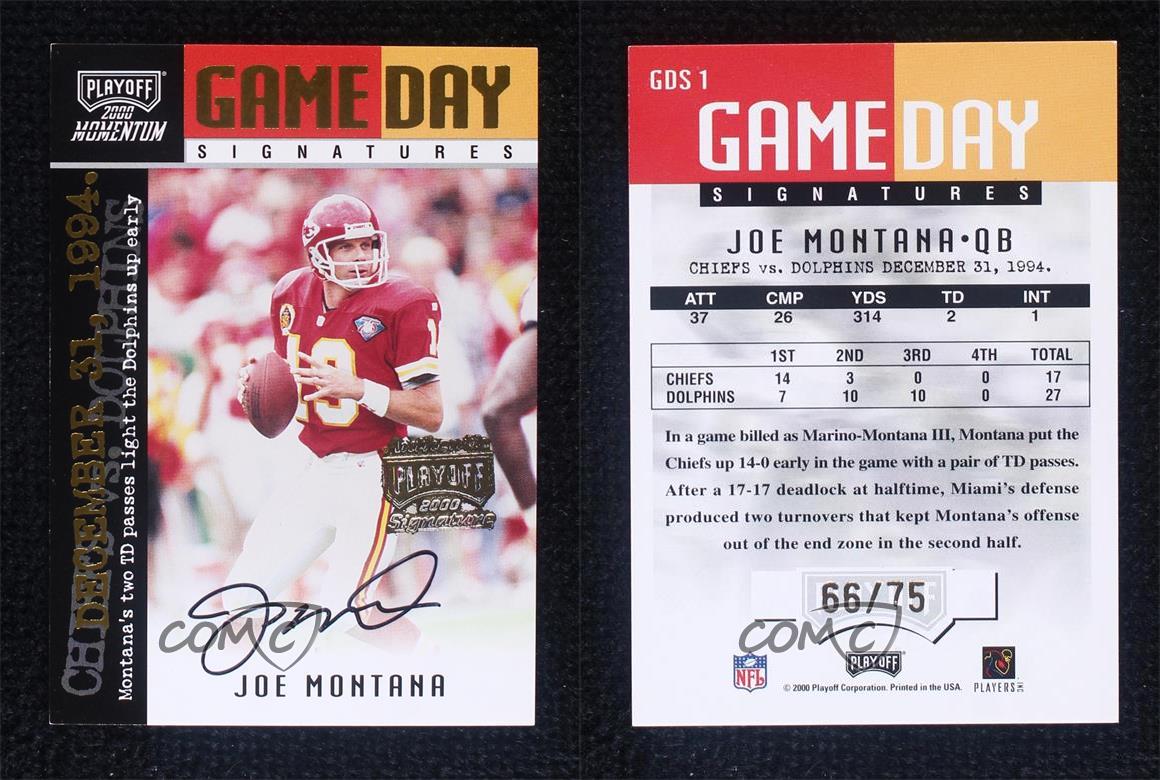 PLAYOFF
2000
MOMENTUM
GAME DAY
SIGNATURES
DECEMBER 31, 1994.
CH vs. DOLPHINS
Montana's two TD passes light the Dolphins up early
19
PLAYOFF
2000
Signature
COMC
JOE MONTANA
GDS 1
GAME DAY
SIGNATURES
JOE MONTANA•QB
CHIEFS vs. DOLPHINS DECEMBER 31, 1994.
ATT CMP YDS TD INT
37 26 314 2 1
1ST 2ND 3RD 4TH TOTAL
CHIEFS 14 3 0 0 17
DOLPHINS 7 10 10 0 27
In a game billed as Marino-Montana III, Montana put the
Chiefs up 14-0 early in the game with a pair of TD passes.
After a 17-17 deadlock at halftime, Miami's defense
produced two turnovers that kept Montana's offense
out of the end zone in the second half.
PLAYOFF
66/75
COMC
NFL
PLAYOFF
PLAYERS INC
© 2000 Playoff Corporation. Printed in the USA.